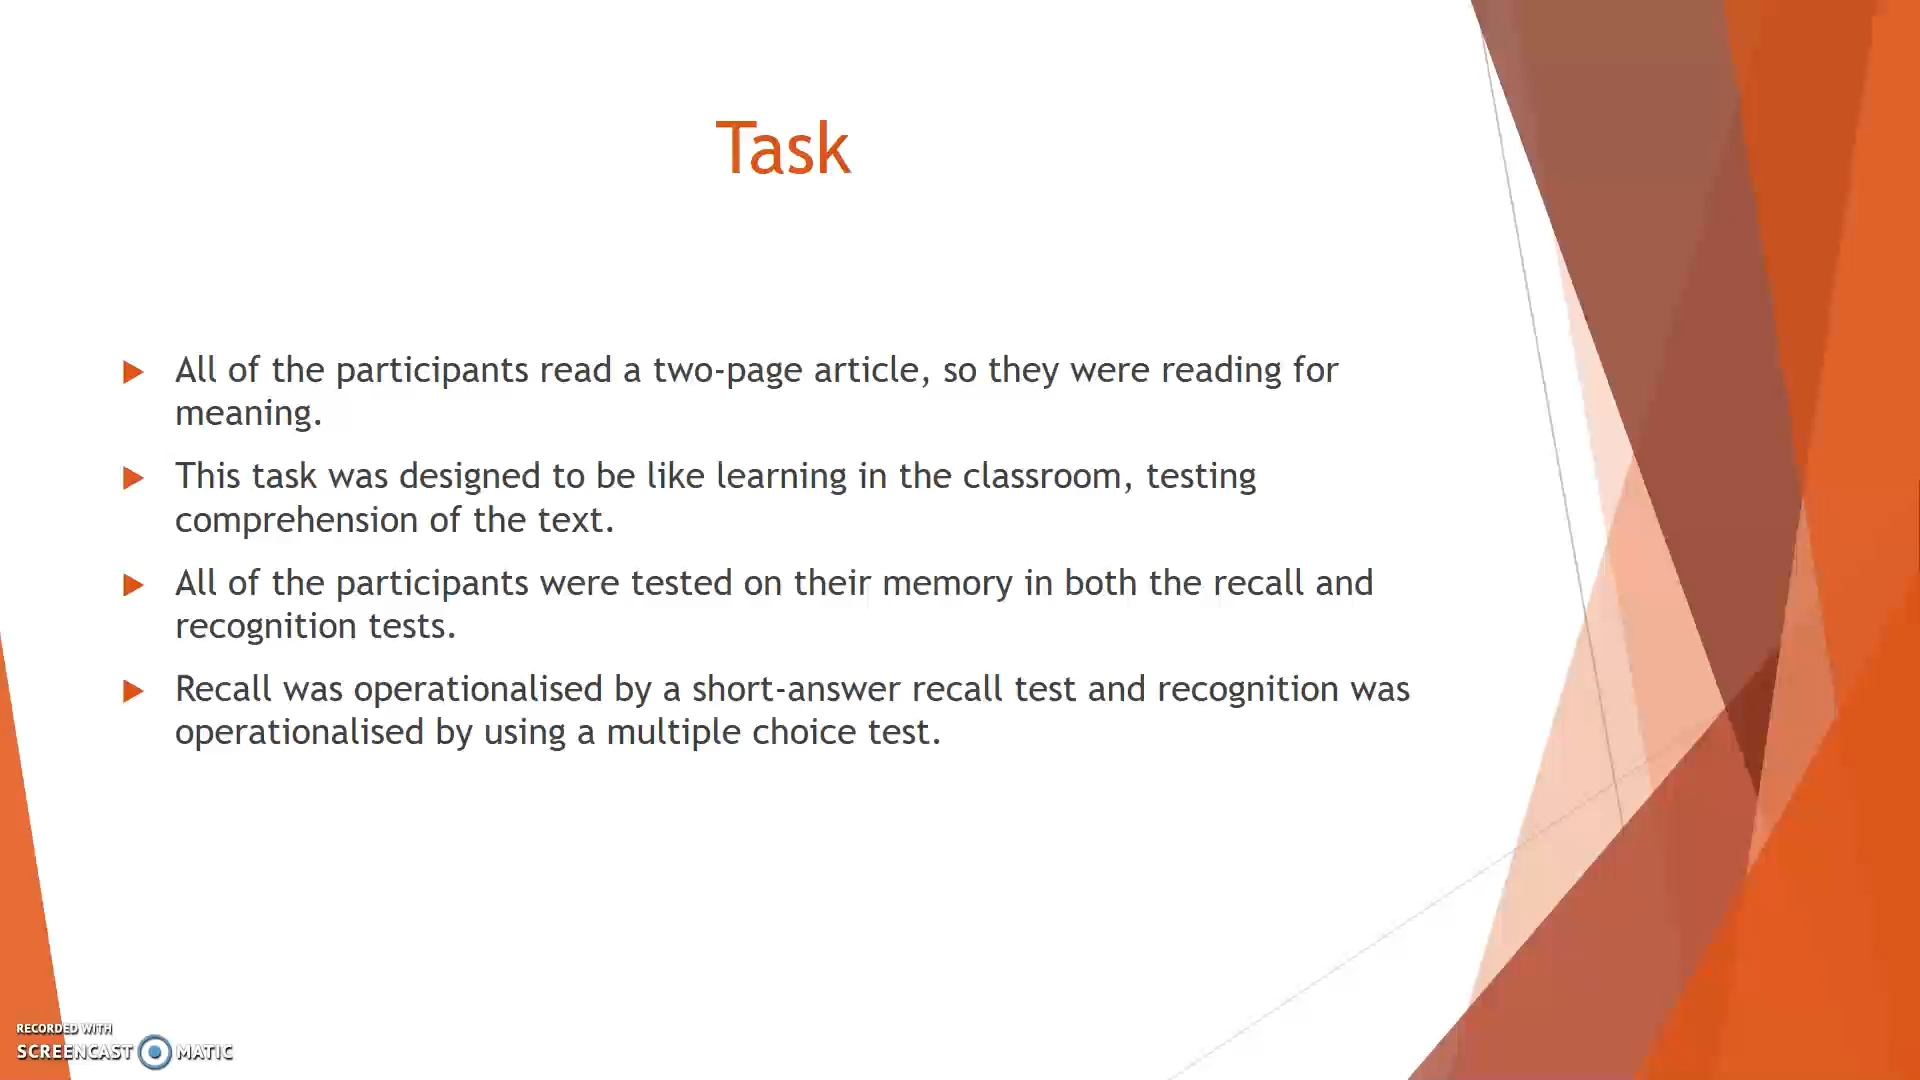 Task
All of the participants read a two-page article, so they were reading for
meaning.
This task was designed to be like learning in the classroom, testing
comprehension of the text.
All of the participants were tested on their memory in both the recall and
recognition tests.
Recall was operationalised by a short-answer recall test and recognition was
operationalised by using a multiple choice test.
RECORDED WITH
SCREENCAST MATIC